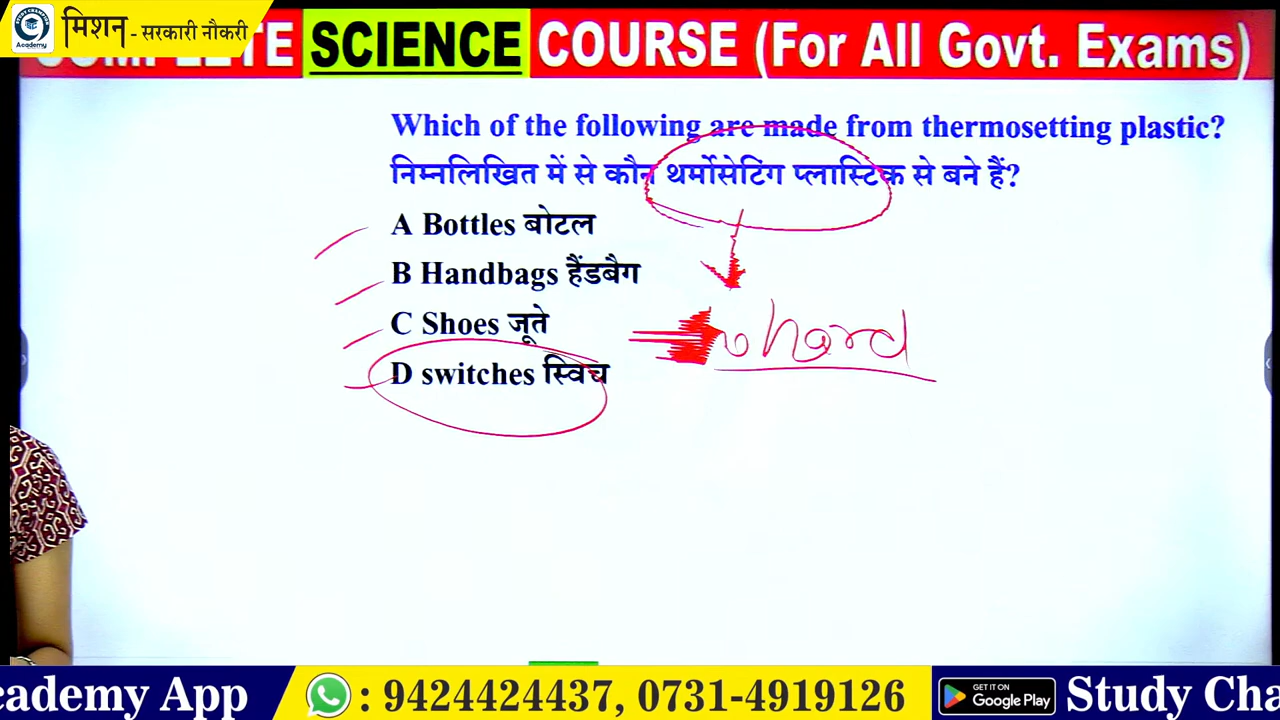 Academy
मिशन - सरकारी नौकरी
SCIENCE COURSE (For All Govt. Exams)
Which of the following are made from thermosetting plastic?
निम्नलिखित में से कौन थर्मोसेटिंग प्लास्टिक से बने हैं?
A Bottles बोटल
B Handbags हैंडबैग
C Shoes जूते
hard
D switches स्विच
cademy App
: 9424424437, 0731-4919126
GET IT ON
Google Play
Study Cha